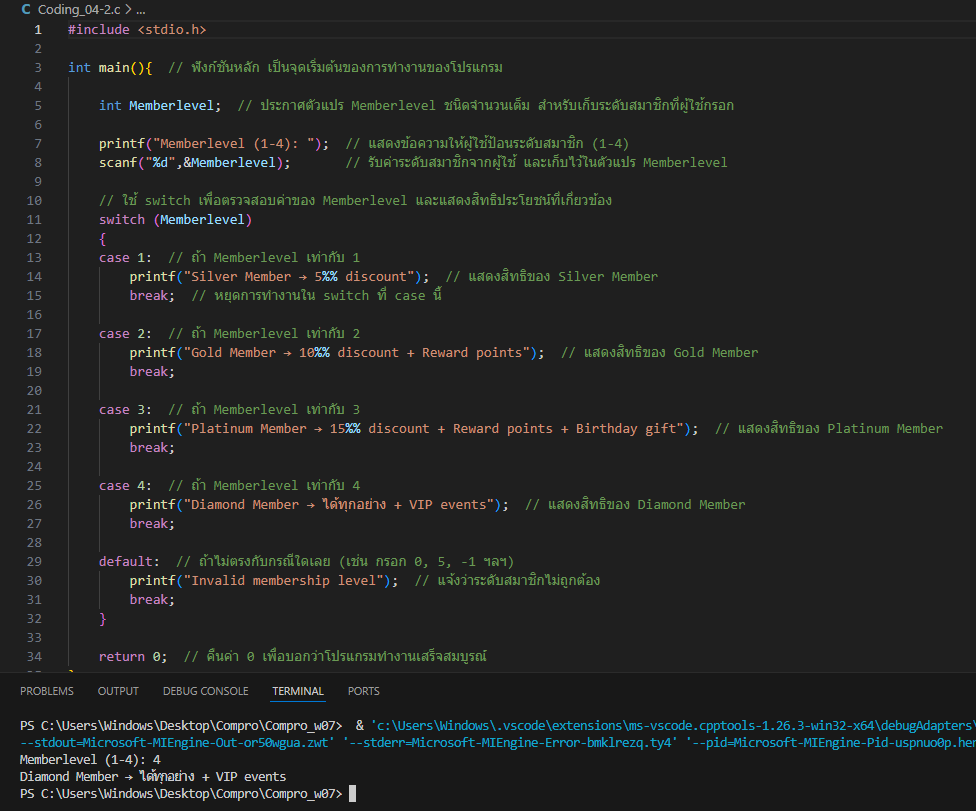 C Coding_04-2.c > ...
1 #include <stdio.h>
2
3 int main(){  // ฟังก์ชันหลัก เป็นจุดเริ่มต้นของการทำงานของโปรแกรม
4
5     int Memberlevel;  // ประกาศตัวแปร Memberlevel ชนิดจำนวนเต็ม สำหรับเก็บระดับสมาชิกที่ผู้ใช้กรอก
6
7     printf("Memberlevel (1-4): ");  // แสดงข้อความให้ผู้ใช้ป้อนระดับสมาชิก (1-4)
8     scanf("%d",&Memberlevel);       // รับค่าระดับสมาชิกจากผู้ใช้ และเก็บไว้ในตัวแปร Memberlevel
9
10     // ใช้ switch เพื่อตรวจสอบค่าของ Memberlevel และแสดงสิทธิประโยชน์ที่เกี่ยวข้อง
11     switch (Memberlevel)
12     {
13     case 1:  // ถ้า Memberlevel เท่ากับ 1
14         printf("Silver Member → 5%% discount");  // แสดงสิทธิของ Silver Member
15         break;  // หยุดการทำงานใน switch ที่ case นี้
16
17     case 2:  // ถ้า Memberlevel เท่ากับ 2
18         printf("Gold Member → 10%% discount + Reward points");  // แสดงสิทธิของ Gold Member
19         break;
20
21     case 3:  // ถ้า Memberlevel เท่ากับ 3
22         printf("Platinum Member → 15%% discount + Reward points + Birthday gift");  // แสดงสิทธิของ Platinum Member
23         break;
24
25     case 4:  // ถ้า Memberlevel เท่ากับ 4
26         printf("Diamond Member → ได้ทุกอย่าง + VIP events");  // แสดงสิทธิของ Diamond Member
27         break;
28
29     default:  // ถ้าไม่ตรงกับกรณีใดเลย (เช่น กรอก 0, 5, -1 ฯลฯ)
30         printf("Invalid membership level");  // แจ้งว่าระดับสมาชิกไม่ถูกต้อง
31         break;
32     }
33
34     return 0;  // คืนค่า 0 เพื่อบอกว่าโปรแกรมทำงานเสร็จสมบูรณ์
PROBLEMS OUTPUT DEBUG CONSOLE TERMINAL PORTS
PS C:\Users\Windows\Desktop\Compro\Compro_w07>  & 'c:\Users\Windows\.vscode\extensions\ms-vscode.cpptools-1.26.3-win32-x64\debugAdapters\
--stdout=Microsoft-MIEngine-Out-or50wgua.zwt' '--stderr=Microsoft-MIEngine-Error-bmklrezq.ty4' '--pid=Microsoft-MIEngine-Pid-uspnuo0p.hen
Memberlevel (1-4): 4
Diamond Member → ได้ทุกอย่าง + VIP events
PS C:\Users\Windows\Desktop\Compro\Compro_w07>